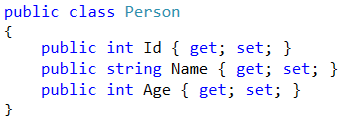 public class Person
{
    public int Id { get; set; }
    public string Name { get; set; }
    public int Age { get; set; }
}